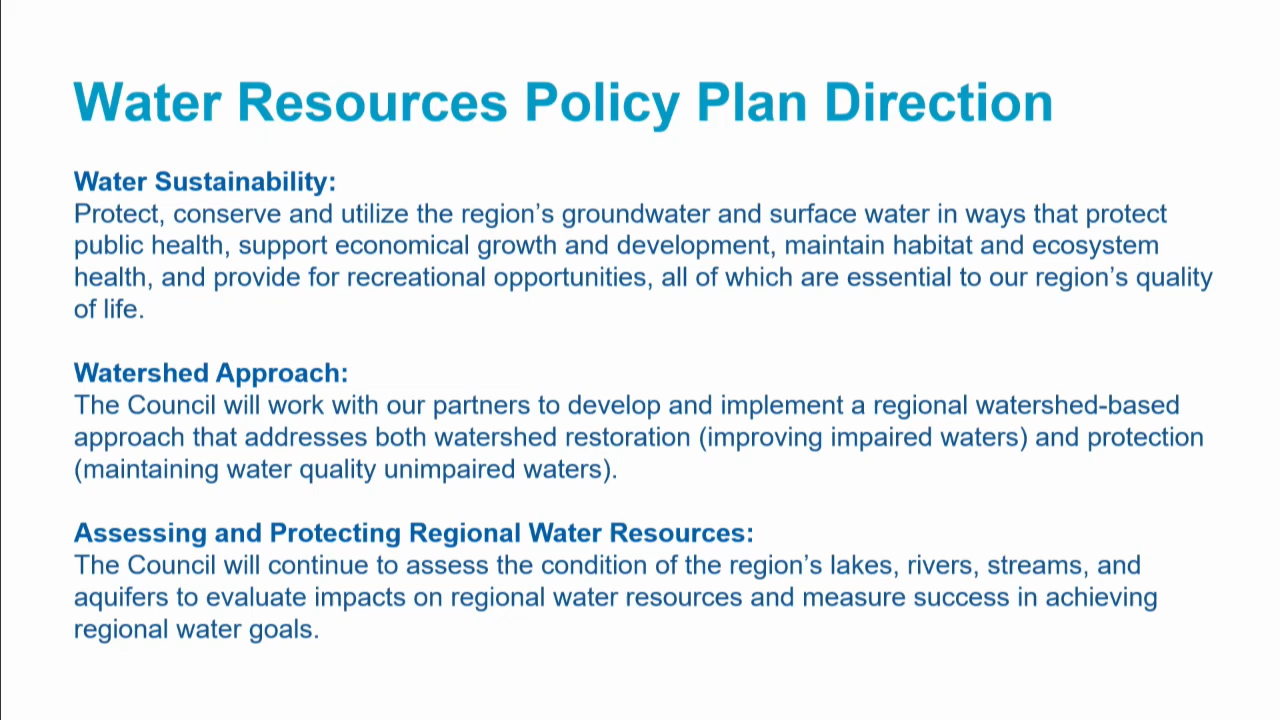 Water Resources Policy Plan Direction
Water Sustainability:
Protect, conserve and utilize the region’s groundwater and surface water in ways that protect
public health, support economical growth and development, maintain habitat and ecosystem
health, and provide for recreational opportunities, all of which are essential to our region’s quality
of life.
Watershed Approach:
The Council will work with our partners to develop and implement a regional watershed-based
approach that addresses both watershed restoration (improving impaired waters) and protection
(maintaining water quality unimpaired waters).
Assessing and Protecting Regional Water Resources:
The Council will continue to assess the condition of the region’s lakes, rivers, streams, and
aquifers to evaluate impacts on regional water resources and measure success in achieving
regional water goals.